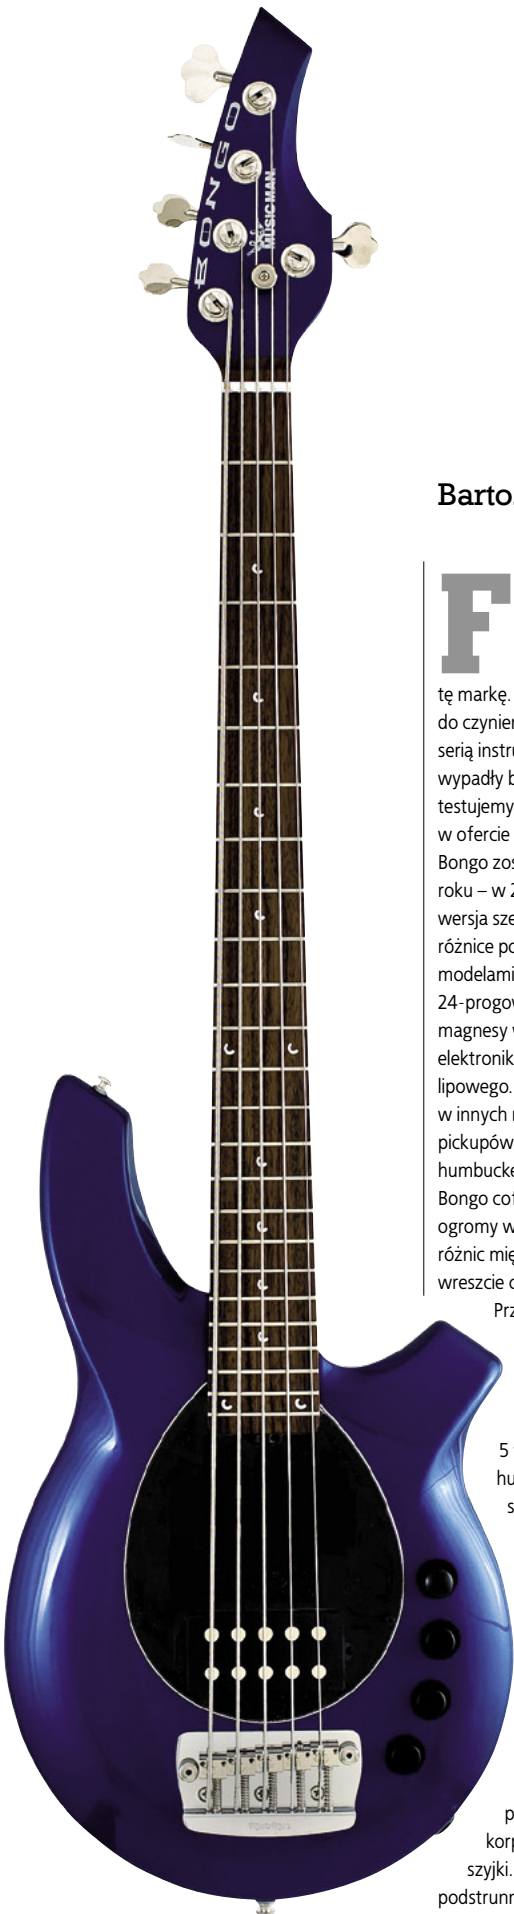 BONGO
MUSIC MAN.
Barto
F
tę markę.
do czynier
serią instru
wypadły b
testujemy
w ofercie
Bongo zos
roku – w 2
wersja sze
różnice po
modelami
24-progow
magnesy w
elektronik
lipowego.
w innych r
pickupów
humbucke
Bongo cof
ogromy w
różnic mię
wreszcie o
Prz
5
hu
s
p
korp
szyjki.
podstrunn